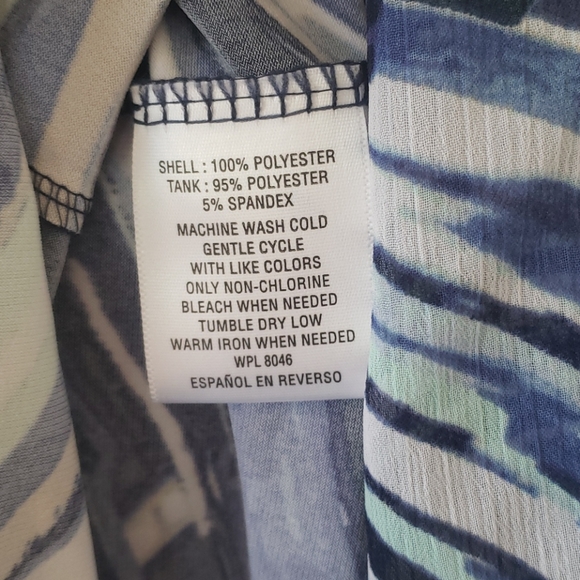 SHELL : 100% POLYESTER
TANK : 95% POLYESTER
5% SPANDEX
MACHINE WASH COLD
GENTLE CYCLE
WITH LIKE COLORS
ONLY NON-CHLORINE
BLEACH WHEN NEEDED
TUMBLE DRY LOW
WARM IRON WHEN NEEDED
WPL 8046
ESPAÑOL EN REVERSO